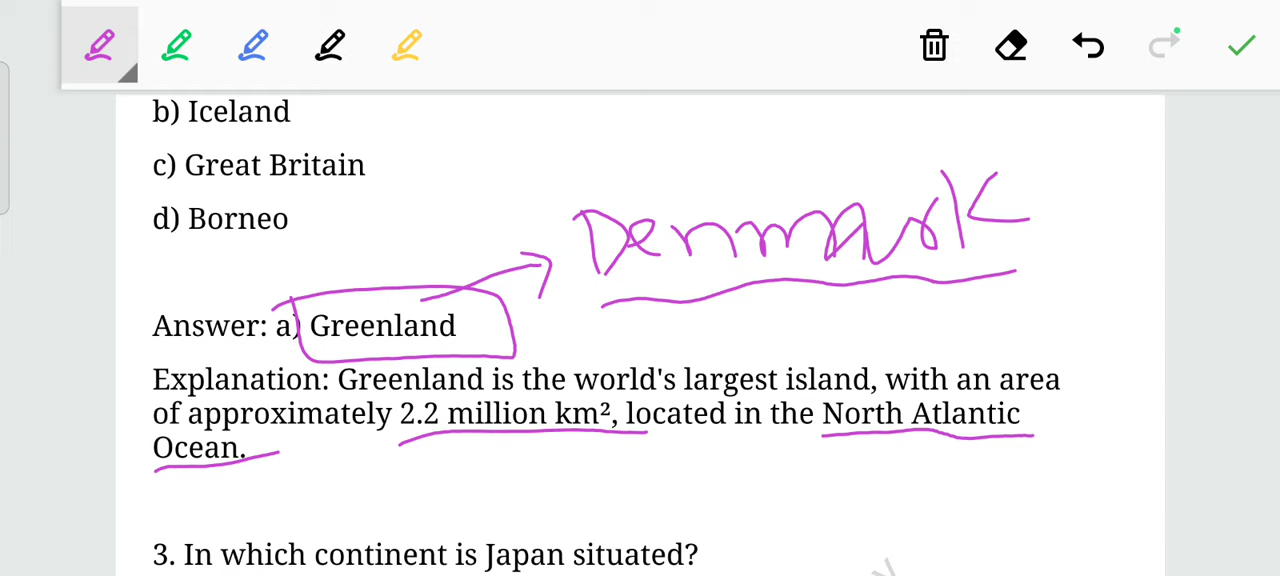 b) Iceland
c) Great Britain
d) Borneo
Denmark
Answer: a) Greenland
Explanation: Greenland is the world's largest island, with an area
of approximately 2.2 million km², located in the North Atlantic
Ocean.
3. In which continent is Japan situated?